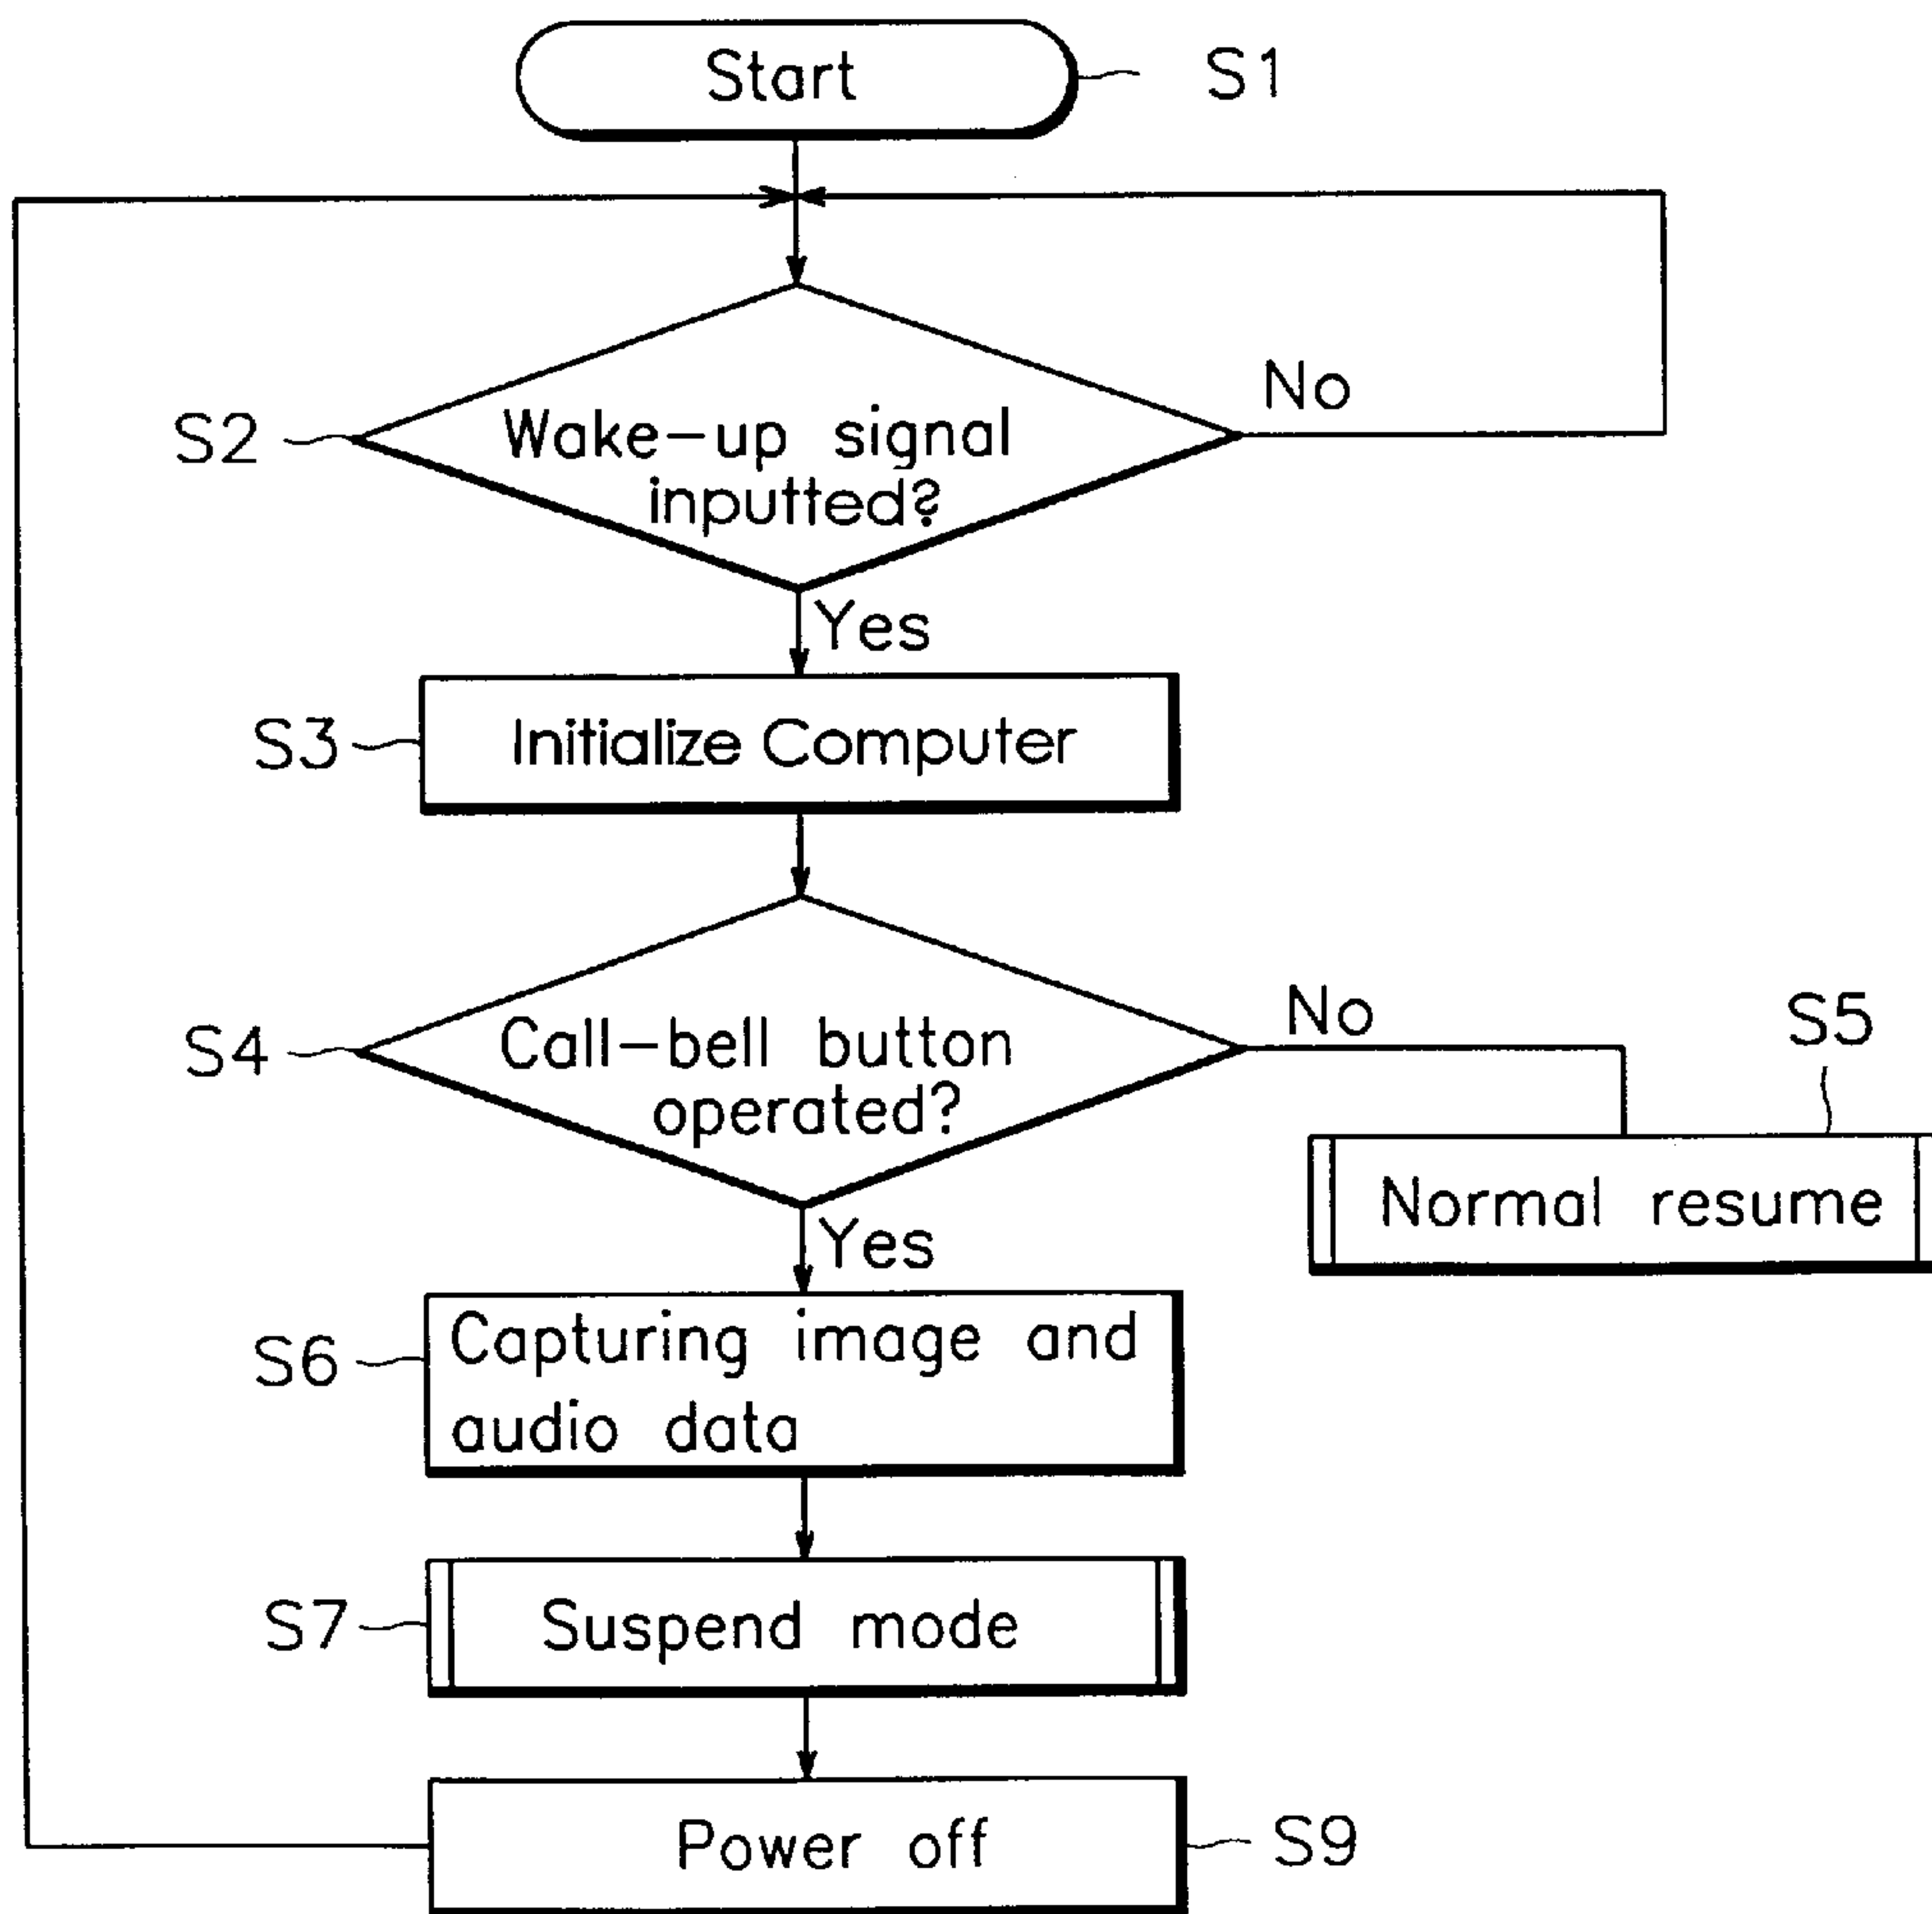 Start
S1
No
S2
Wake-up signal
inputted?
Yes
S3
Initialize Computer
No
S5
S4
Call-bell button
operated?
Normal resume
Yes
S6
Capturing image and
audio data
S7
Suspend mode
Power off
S9